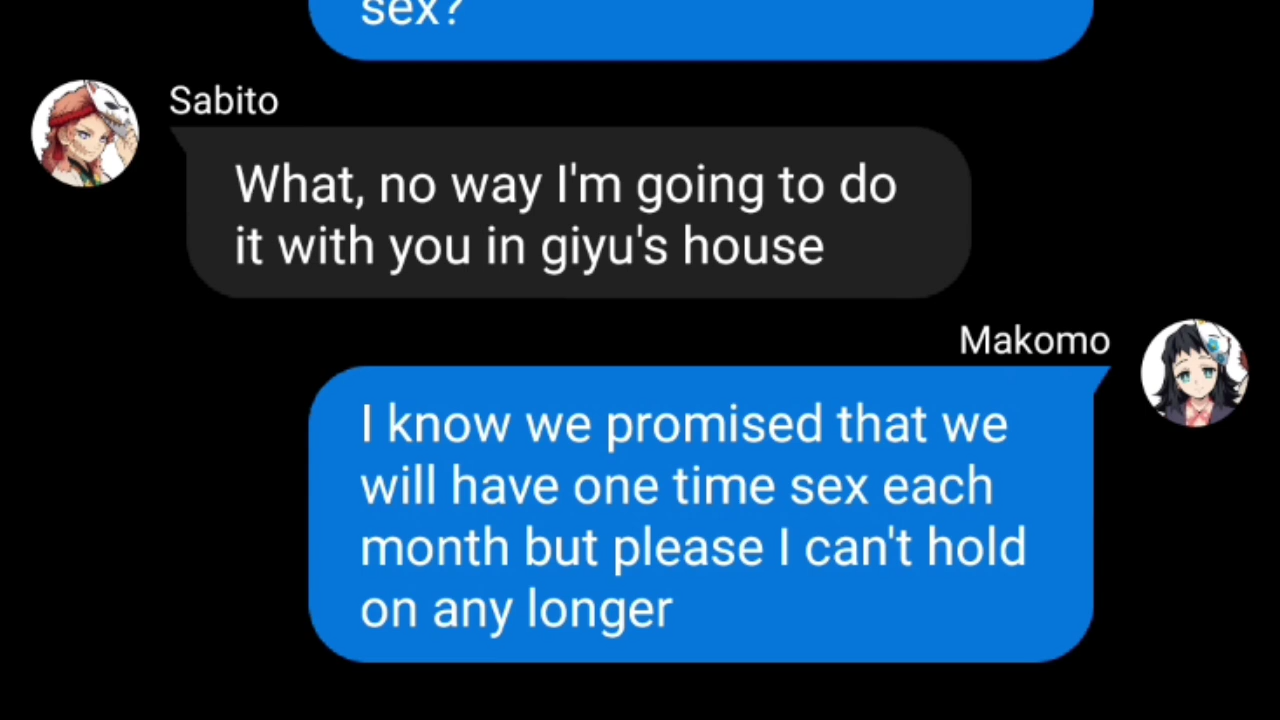 sex?
Sabito
What, no way I'm going to do
it with you in giyu's house
Makomo
I know we promised that we
will have one time sex each
month but please I can't hold
on any longer